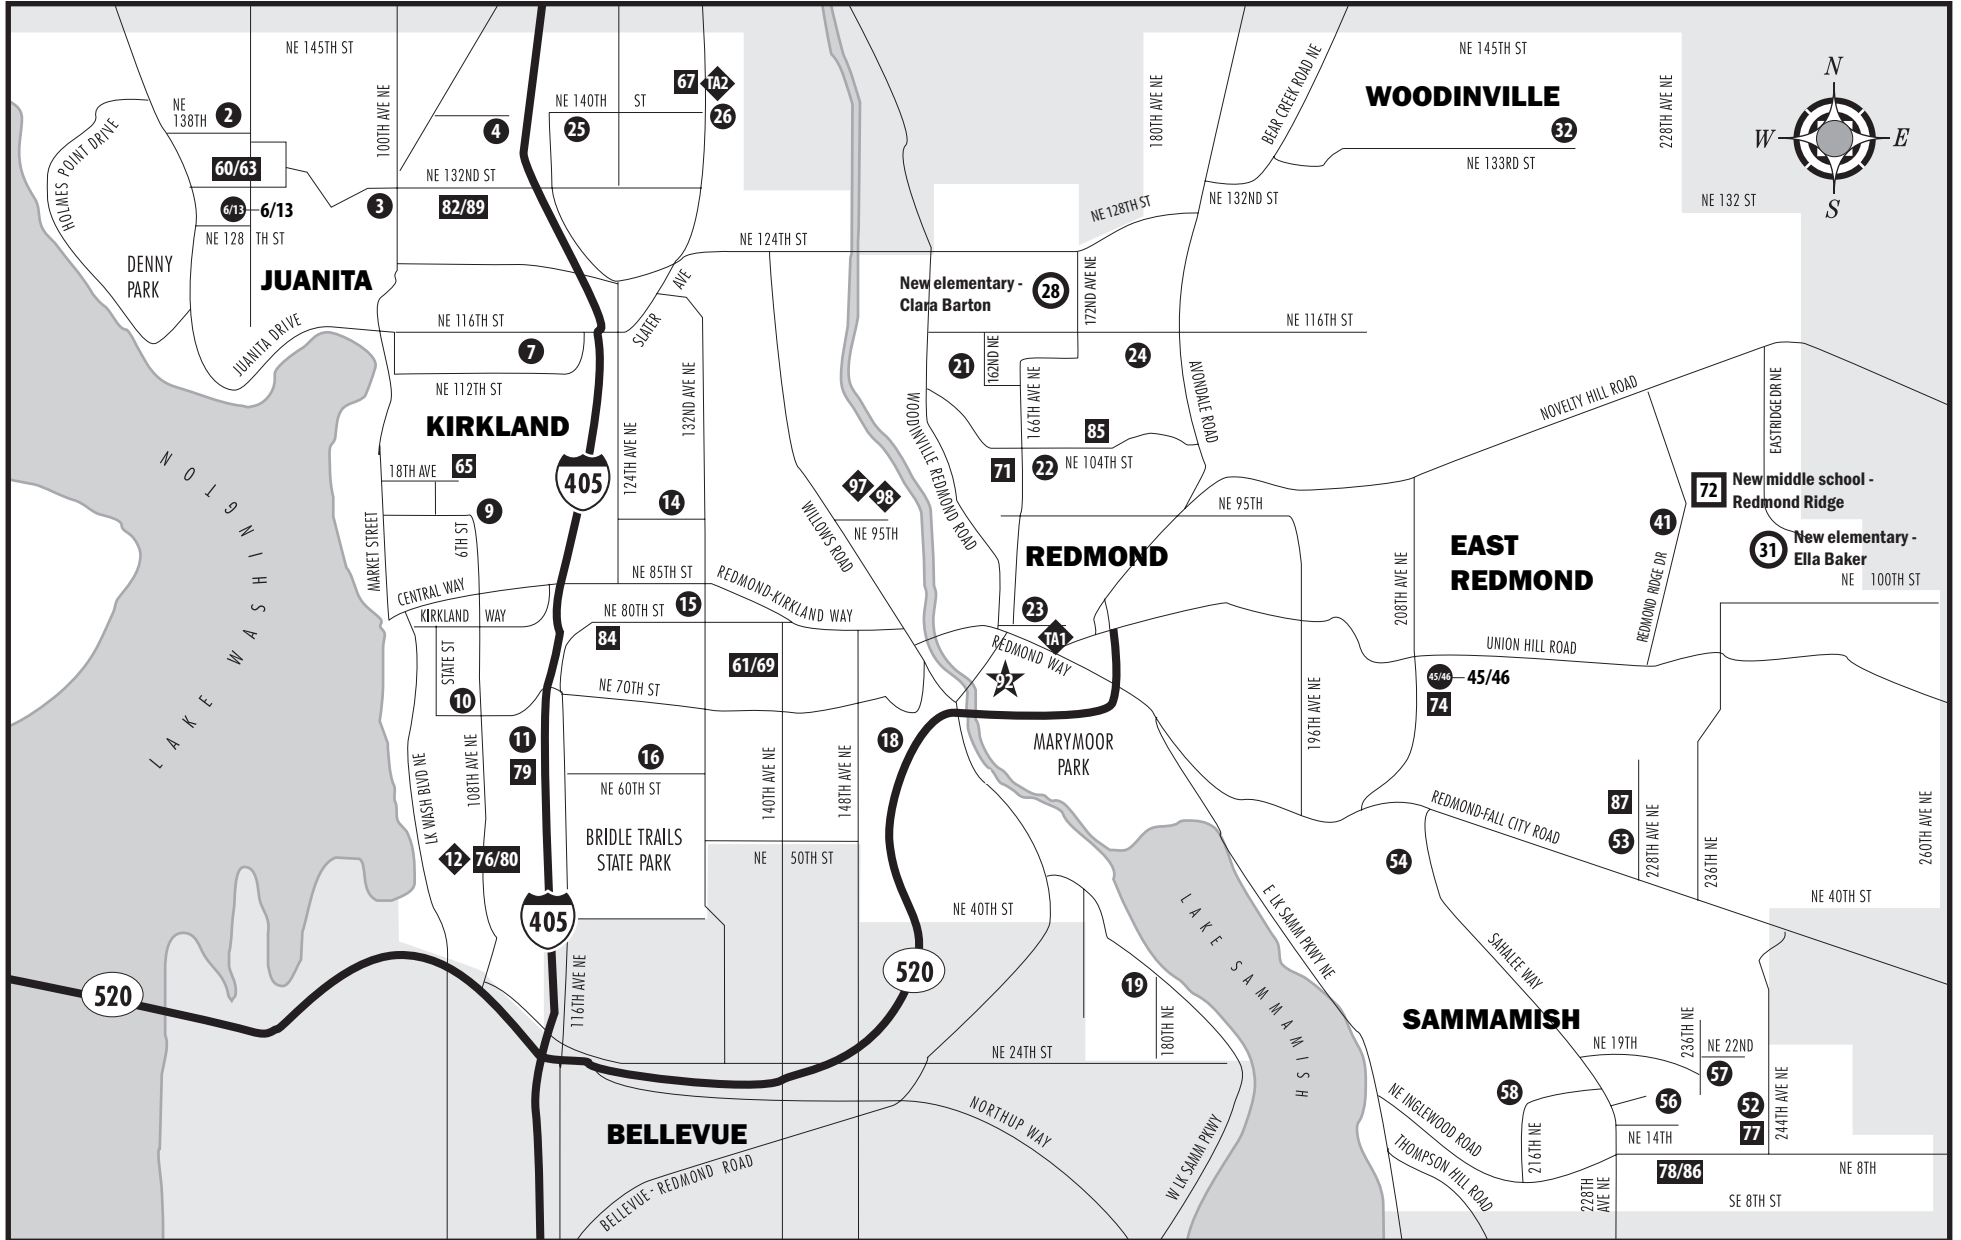 NE 145TH ST
NE 145TH ST
N
W
E
S
WOODINVILLE
BEAR CREEK ROAD NE
180TH AVE NE
228TH AVE NE
67
TA2
NE 140TH ST
25
26
NE
138TH
2
4
100TH AVE NE
HOLMES POINT DRIVE
32
NE 133RD ST
60/63
NE 132ND ST
NE 132ND ST
NE 132 ST
6/13
6/13
3
82/89
NE 128TH ST
NE 128 TH ST
NE 124TH ST
DENNY
PARK
JUANITA
SLATER AVE
New elementary -
Clara Barton
28
172ND AVE NE
JUANITA DRIVE
NE 116TH ST
NE 116TH ST
7
NE 112TH ST
132ND AVE NE
21
162ND NE
24
166TH AVE NE
AVONDALE ROAD
NOVELTY HILL ROAD
EASTRIDGE DR NE
KIRKLAND
WOODINVILLE REDMOND ROAD
85
18TH AVE
65
405
124TH AVE NE
71
22
NE 104TH ST
97
98
72
New middle school -
Redmond Ridge
14
9
6TH ST
MARKET STREET
WILLOWS ROAD
NE 95TH
NE 95TH
41
31
New elementary -
Ella Baker
NE 100TH ST
REDMOND
EAST
REDMOND
208TH AVE NE
REDMOND RIDGE DR
LAKE WASHINGTON
NE 85TH ST
REDMOND-KIRKLAND WAY
CENTRAL WAY
KIRKLAND WAY
NE 80TH ST
15
84
23
TA1
REDMOND WAY
UNION HILL ROAD
61/69
STATE ST
92
45/46
45/46
74
NE 70TH ST
10
11
79
16
NE 60TH ST
18
MARYMOOR
PARK
196TH AVE NE
LK WASH BLVD NE
108TH AVE NE
140TH AVE NE
148TH AVE NE
REDMOND-FALL CITY ROAD
87
53
228TH AVE NE
236TH NE
260TH AVE NE
BRIDLE TRAILS
STATE PARK
12
76/80
NE 50TH ST
54
NE 40TH ST
NE 40TH ST
405
LAKE SAMMAMISH
E LK SAMM PKWY NE
SAHALEE WAY
520
520
116TH AVE NE
19
180TH NE
SAMMAMISH
236TH NE
NE 22ND
NE 19TH
NE 24TH ST
57
58
56
52
77
244TH AVE NE
NE INGLEWOOD ROAD
NORTHUP WAY
BELLEVUE
BELLEVUE - REDMOND ROAD
W LK SAMM PKWY
THOMPSON HILL ROAD
216TH NE
NE 14TH
78/86
NE 8TH
228TH
AVE NE
SE 8TH ST